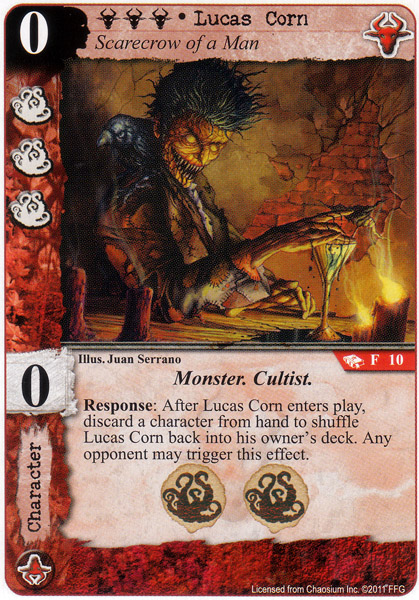 0
• Lucas Corn
Scarecrow of a Man
Illus. Juan Serrano
F 10
0
Monster. Cultist.
Response: After Lucas Corn enters play,
discard a character from hand to shuffle
Lucas Corn back into his owner's deck. Any
opponent may trigger this effect.
Character
Licensed from Chaosium Inc. ©2011 FFG